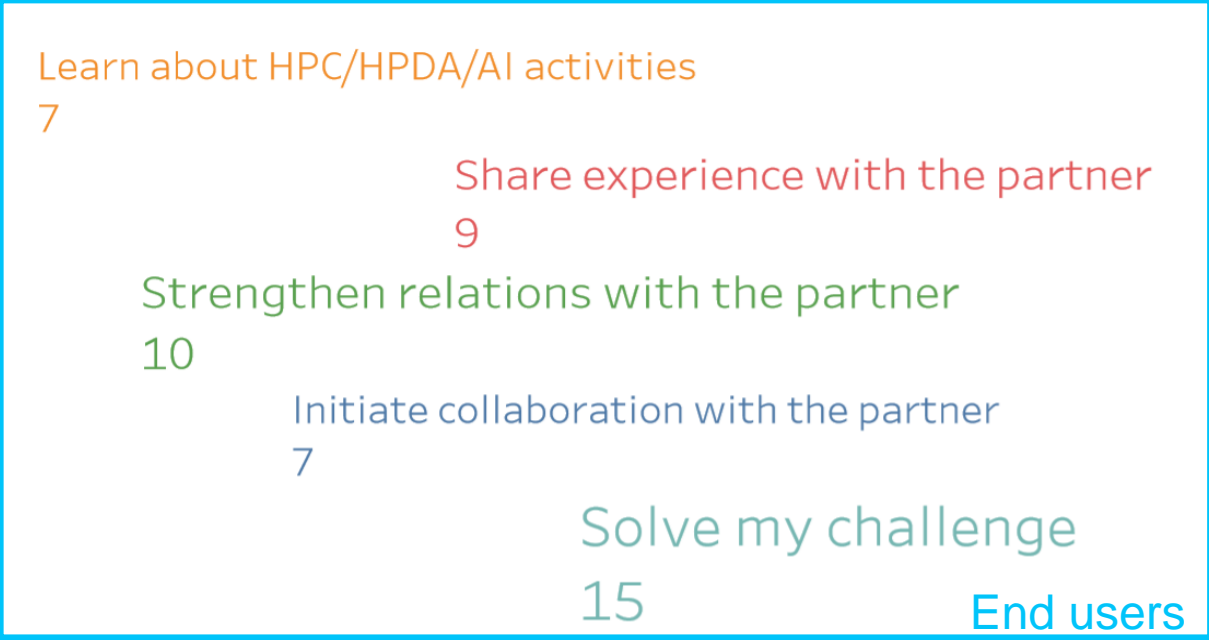 Learn about HPC/HPDA/AI activities
7
Share experience with the partner
9
Strengthen relations with the partner
10
Initiate collaboration with the partner
7
Solve my challenge
15
End users